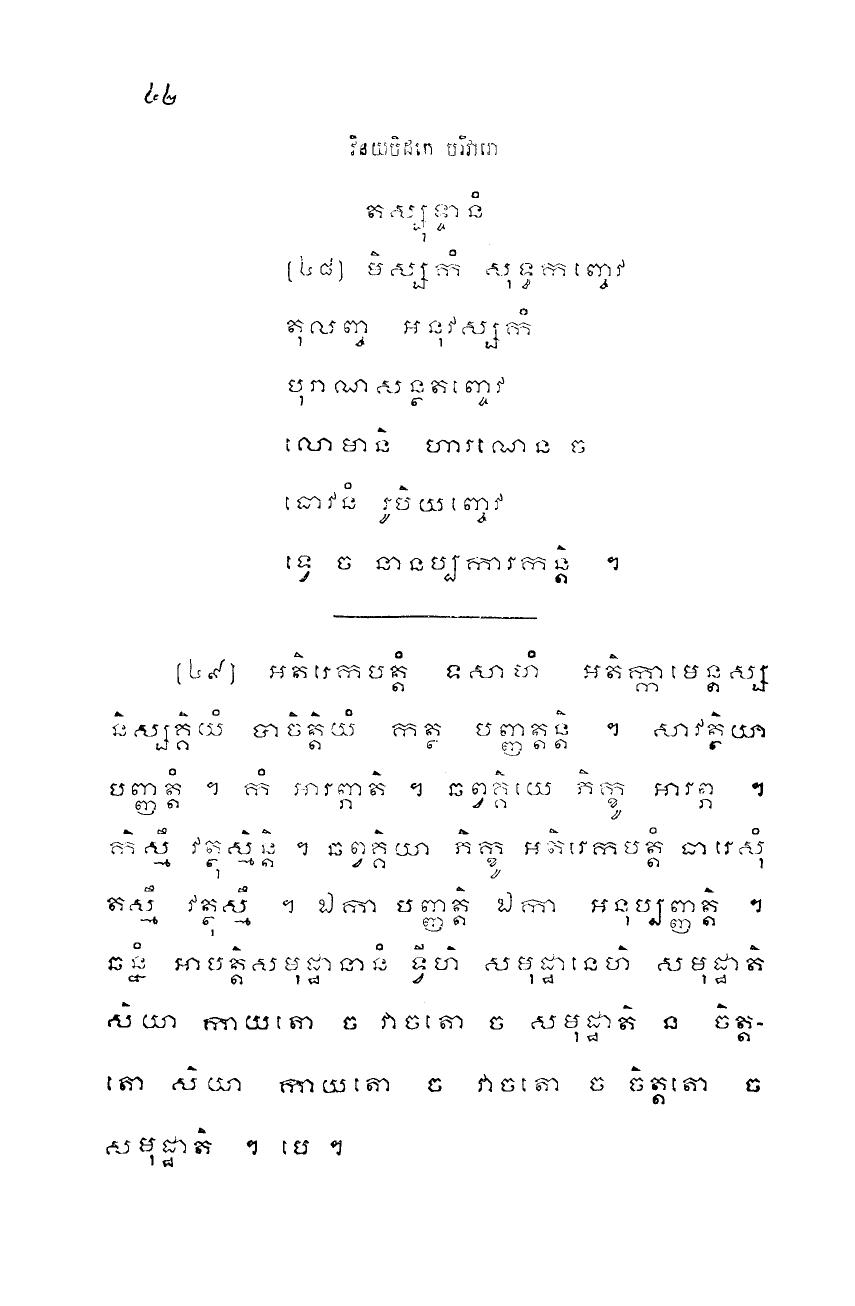 ៤២
វិនយបិដកេ បរិវារោ
តស្សុទ្ទានំ
(៤៨) មិស្សកំ សុទ្ធកញ្ចេវ
តុលញ្ច អនុវស្សកំ
បុរាណសន្ថតញ្ចេវ
លោមានិ ហារណេន ច
ធោវនំ រូបិយញ្ចេវ
ទ្វេ ច នានប្បការកន្តិ ។
(៤៩) អតិរេកបត្តំ ទសាហំ អតិក្កាមេន្តស្ស
និស្សគ្គិយំ បាចិត្តិយំ កត្ថ បញ្ញត្តន្តិ ។ សាវត្ថិយា
បញ្ញត្តំ ។ កំ អារព្ភាតិ ។ ឆព្វគ្គិយេ ភិក្ខូ អារព្ភ ។
កិស្មឹ វត្ថុស្មិន្តិ ។ ឆព្វគ្គិយា ភិក្ខូ អតិរេកបត្តំ ធារេសុំ
តស្មឹ វត្ថុស្មឹ ។ ឯកា បញ្ញត្តិ ឯកា អនុប្បញ្ញត្តិ ។
ឆន្នំ អាបត្តិសមុដ្ឋានានំ ទ្វីហិ សមុដ្ឋានេហិ សមុដ្ឋាតិ
សិយា កាយតោ ច វាចតោ ច សមុដ្ឋាតិ ន ចិត្ត-
តោ សិយា កាយតោ ច វាចតោ ច ចិត្តតោ ច
សមុដ្ឋាតិ ។ បេ ។